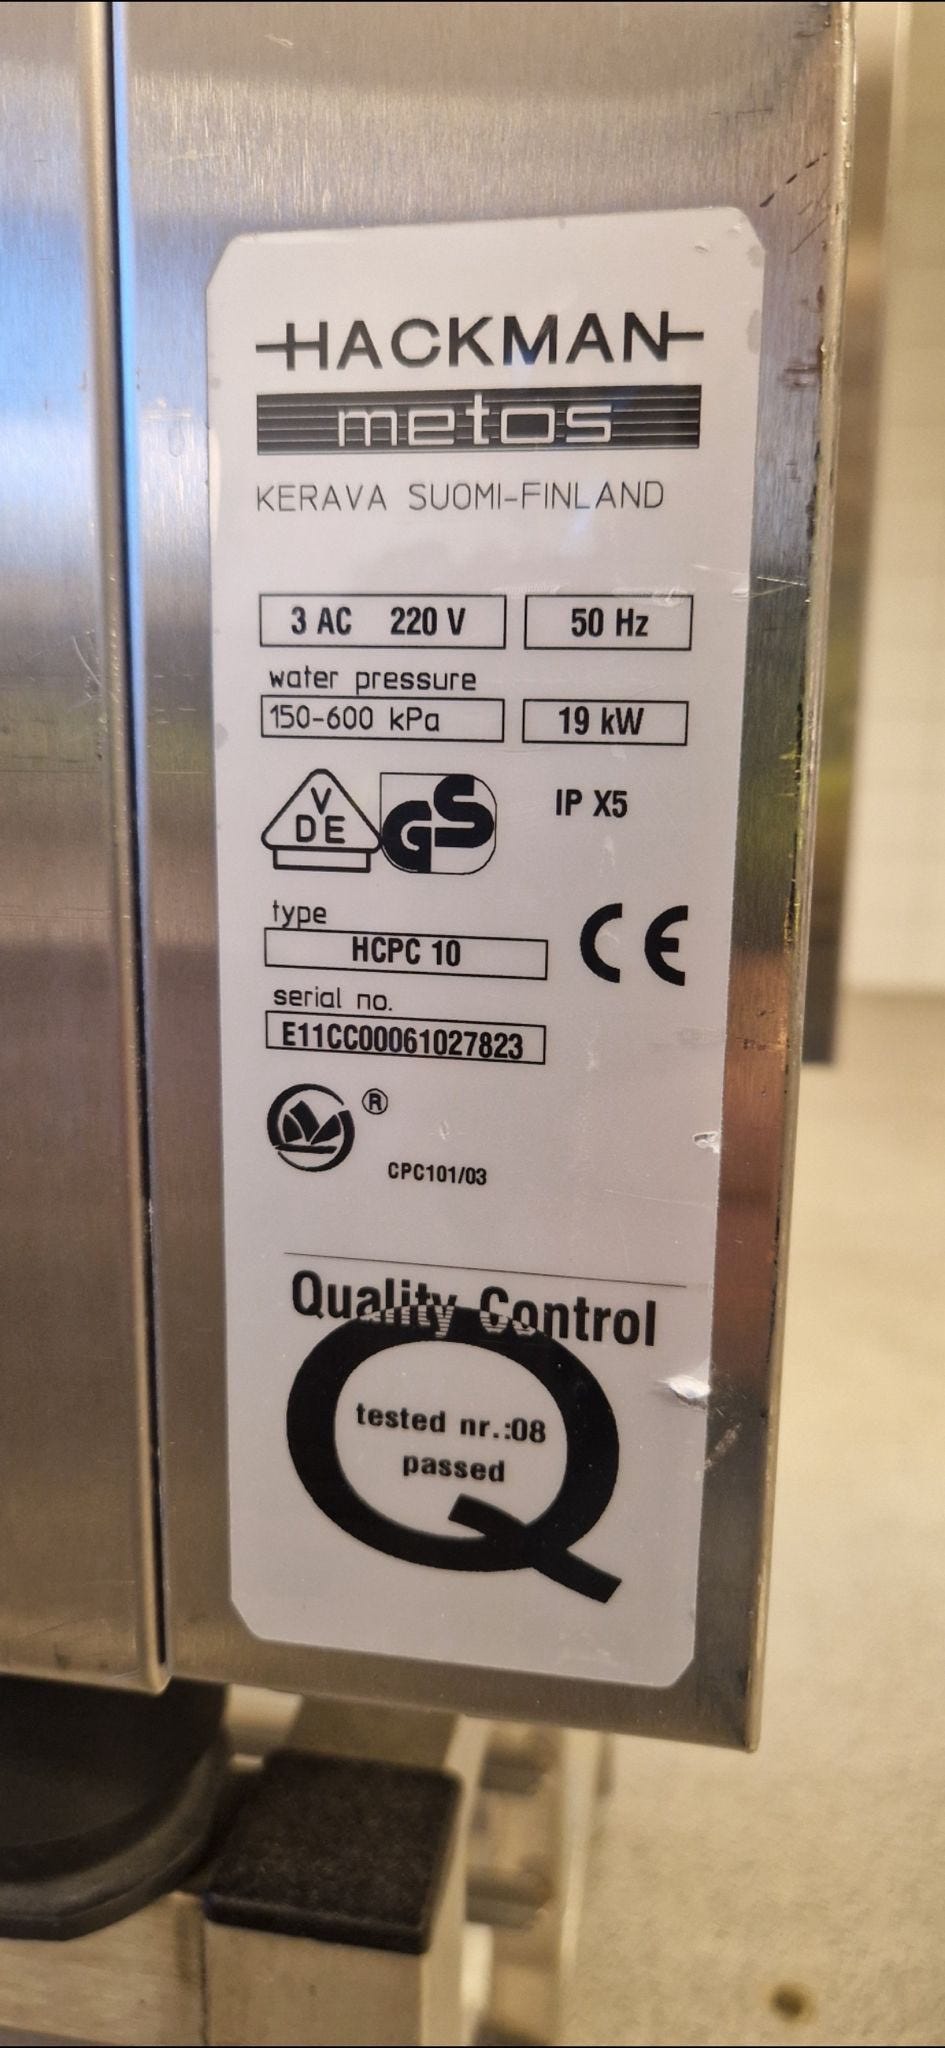 HACKMAN
metos
KERAVA SUOMI-FINLAND
3 AC 220 V 50 Hz
water pressure
150-600 kPa 19 kW
VDE GS IP X5
type
HCPC 10 CE
serial no.
E11CC00061027823
®
CPC101/03
Quality Control
tested nr.:08
passed